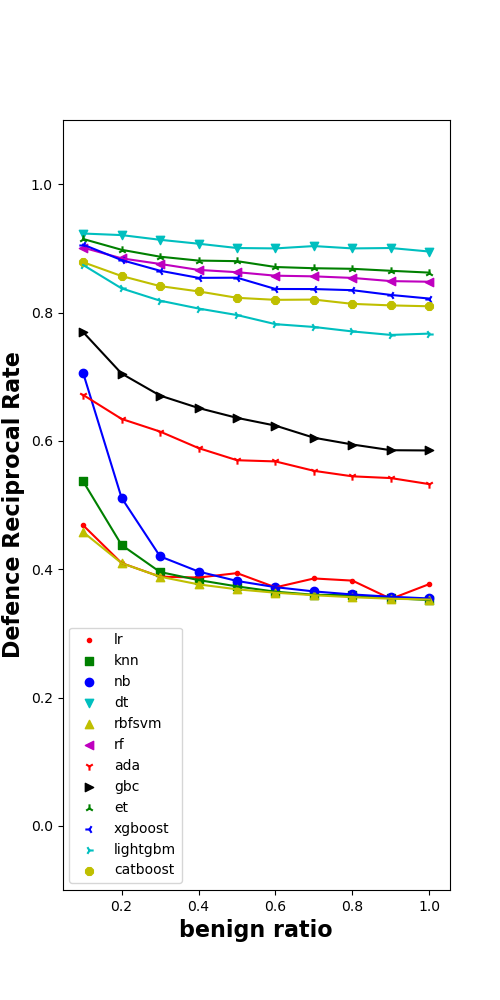 Defence Reciprocal Rate
1.0
0.8
0.6
0.4
0.2
0.0
lr
knn
nb
dt
rbfsvm
rf
ada
gbc
et
xgboost
lightgbm
catboost
0.2 0.4 0.6 0.8 1.0
benign ratio